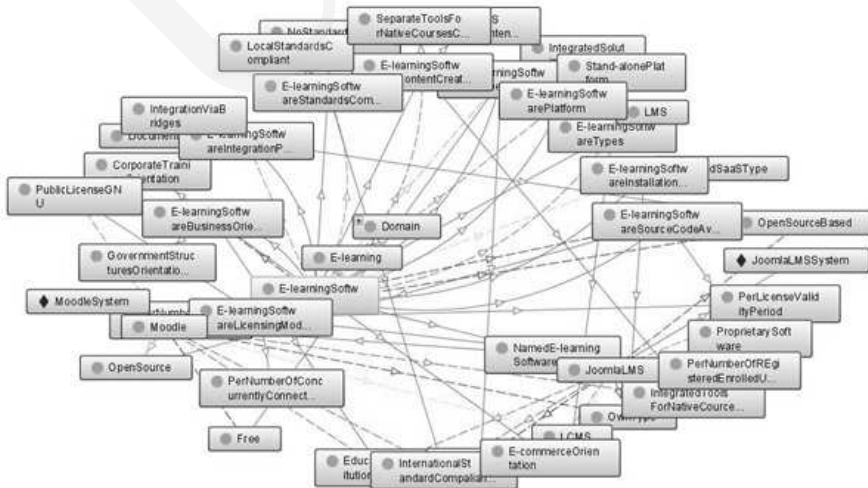 SeparateToolsFo
rNativeCoursesC...
NoStandard
LocalStandardsC
ompliant
IntegratedSolut
Stand-alonePlat
form
E-learningSoftw
ontentCreat...
E-learningSoftw
areStandardsCom...
E-learningSoftw
arePlatform
LMS
IntegrationViaB
ridges
E-learningSoftw
areTypes
E-learningSoftw
areIntegrationP...
CorporateTraini
PublicLicenseGN
U
E-learningSoftw
areInstallation...
dSaaSType
E-learningSoftw
areBusinessOrie...
E-learningSoftw
areSourceCodeAv...
Domain
OpenSourceBased
GovernmentStruc
turesOrientatio...
E-learning
JoomlaLMSSystem
E-learningSoftw
MoodleSystem
PerLicenseValid
ityPeriod
E-learningSoftw
areLicensingMod...
Moodle
ProprietarySoft
ware
NamedE-learning
Software
OpenSource
JoomlaLMS
PerNumberOfREgi
steredEnrolledU...
PerNumberOfConc
urrentlyConnect...
IntegratedTools
ForNativeCource...
Free
LCMS
E-commerceOrien
tation
InternationalSt
andardCompalian...